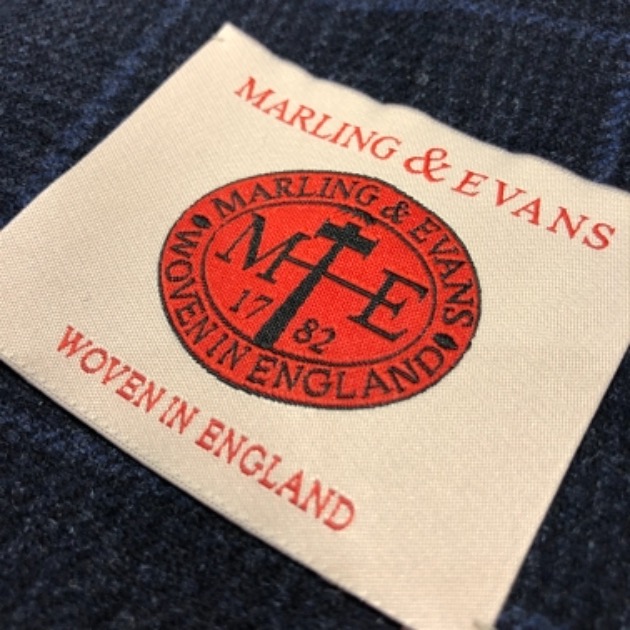 MARLING & EVANS
MARLING & EVANS
M E
17 82
WOVEN IN ENGLAND
WOVEN IN ENGLAND